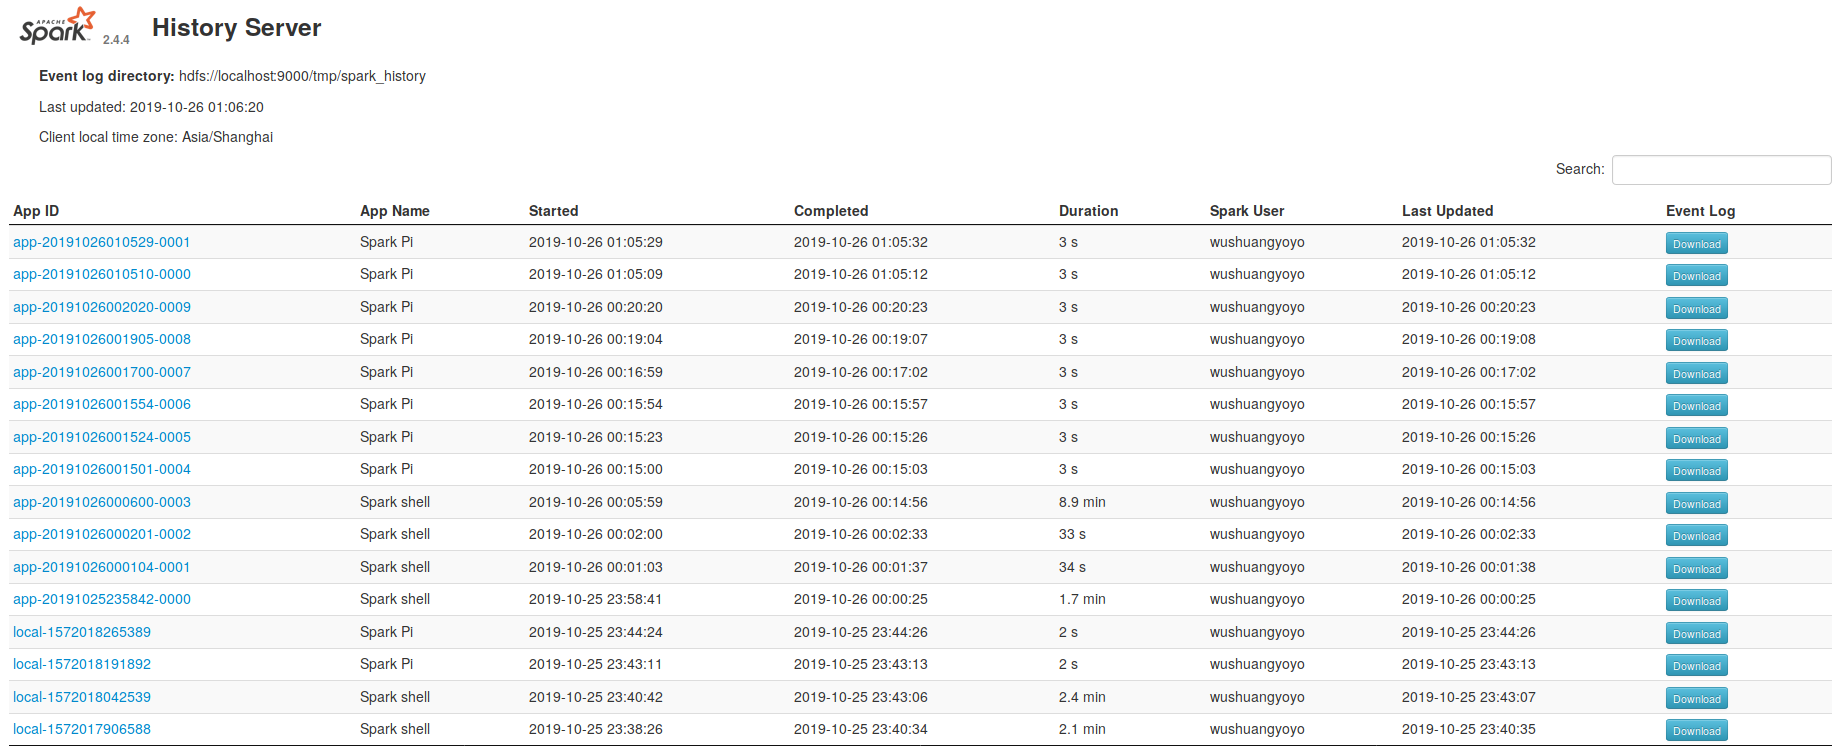 APACHE Spark 2.4.4 History Server
Event log directory: hdfs://localhost:9000/tmp/spark_history
Last updated: 2019-10-26 01:06:20
Client local time zone: Asia/Shanghai
Search:
App ID App Name Started Completed Duration Spark User Last Updated Event Log
app-20191026010529-0001 Spark Pi 2019-10-26 01:05:29 2019-10-26 01:05:32 3 s wushuangyoyo 2019-10-26 01:05:32 Download
app-20191026010510-0000 Spark Pi 2019-10-26 01:05:09 2019-10-26 01:05:12 3 s wushuangyoyo 2019-10-26 01:05:12 Download
app-20191026002020-0009 Spark Pi 2019-10-26 00:20:20 2019-10-26 00:20:23 3 s wushuangyoyo 2019-10-26 00:20:23 Download
app-20191026001905-0008 Spark Pi 2019-10-26 00:19:04 2019-10-26 00:19:07 3 s wushuangyoyo 2019-10-26 00:19:08 Download
app-20191026001700-0007 Spark Pi 2019-10-26 00:16:59 2019-10-26 00:17:02 3 s wushuangyoyo 2019-10-26 00:17:02 Download
app-20191026001554-0006 Spark Pi 2019-10-26 00:15:54 2019-10-26 00:15:57 3 s wushuangyoyo 2019-10-26 00:15:57 Download
app-20191026001524-0005 Spark Pi 2019-10-26 00:15:23 2019-10-26 00:15:26 3 s wushuangyoyo 2019-10-26 00:15:26 Download
app-20191026001501-0004 Spark Pi 2019-10-26 00:15:00 2019-10-26 00:15:03 3 s wushuangyoyo 2019-10-26 00:15:03 Download
app-20191026000600-0003 Spark shell 2019-10-26 00:05:59 2019-10-26 00:14:56 8.9 min wushuangyoyo 2019-10-26 00:14:56 Download
app-20191026000201-0002 Spark shell 2019-10-26 00:02:00 2019-10-26 00:02:33 33 s wushuangyoyo 2019-10-26 00:02:33 Download
app-20191026000104-0001 Spark shell 2019-10-26 00:01:03 2019-10-26 00:01:37 34 s wushuangyoyo 2019-10-26 00:01:38 Download
app-20191025235842-0000 Spark shell 2019-10-25 23:58:41 2019-10-26 00:00:25 1.7 min wushuangyoyo 2019-10-26 00:00:25 Download
local-1572018265389 Spark Pi 2019-10-25 23:44:24 2019-10-25 23:44:26 2 s wushuangyoyo 2019-10-25 23:44:26 Download
local-1572018191892 Spark Pi 2019-10-25 23:43:11 2019-10-25 23:43:13 2 s wushuangyoyo 2019-10-25 23:43:13 Download
local-1572018042539 Spark shell 2019-10-25 23:40:42 2019-10-25 23:43:06 2.4 min wushuangyoyo 2019-10-25 23:43:07 Download
local-1572017906588 Spark shell 2019-10-25 23:38:26 2019-10-25 23:40:34 2.1 min wushuangyoyo 2019-10-25 23:40:35 Download